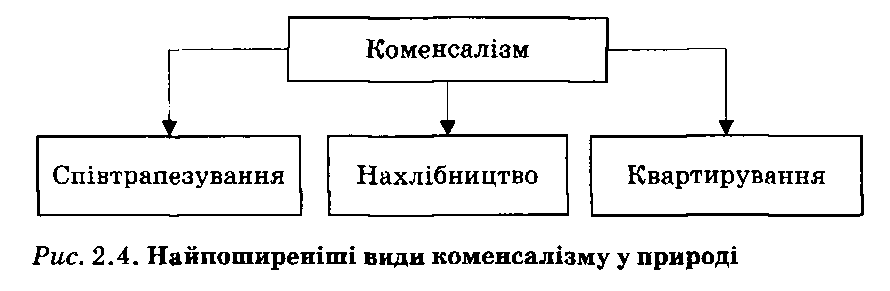 Коменсалізм
Співтрапезування
Нахлібництво
Квартирування
Рис. 2.4. Найпоширеніші види коменсалізму у природі